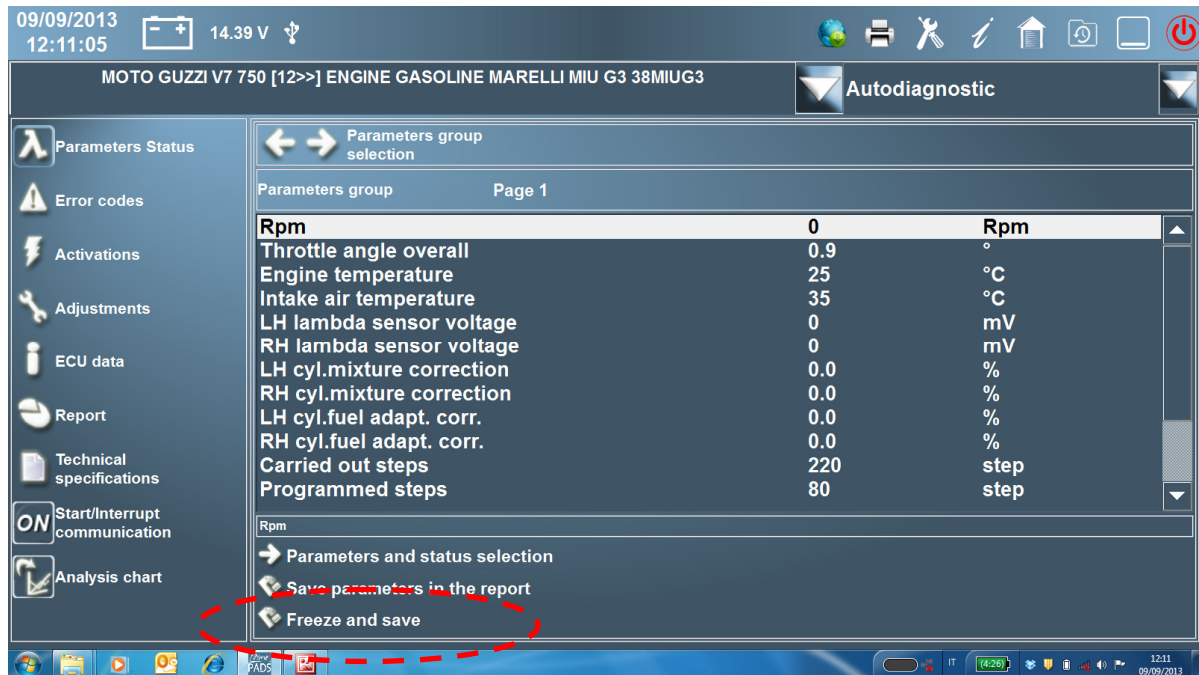 09/09/2013
12:11:05
14.39 V
MOTO GUZZI V7 750 [12>>] ENGINE GASOLINE MARELLI MIU G3 38MIUG3
Autodiagnostic
Parameters Status
Error codes
Activations
Adjustments
ECU data
Report
Technical
specifications
ON
Start/Interrupt
communication
Analysis chart
Parameters group
selection
Parameters group Page 1
Rpm 0 Rpm
Throttle angle overall 0.9 °
Engine temperature 25 °C
Intake air temperature 35 °C
LH lambda sensor voltage 0 mV
RH lambda sensor voltage 0 mV
LH cyl.mixture correction 0.0 %
RH cyl.mixture correction 0.0 %
LH cyl.fuel adapt. corr. 0.0 %
RH cyl.fuel adapt. corr. 0.0 %
Carried out steps 220 step
Programmed steps 80 step
Rpm
Parameters and status selection
Save parameters in the report
Freeze and save
PADS
IT (4:26) 12:11
09/09/2013